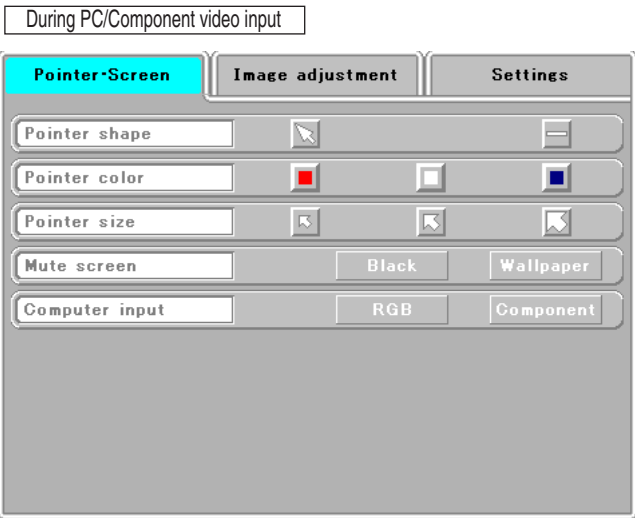 During PC/Component video input
Pointer·Screen Image adjustment Settings
Pointer shape
Pointer color
Pointer size
Mute screen Black Wallpaper
Computer input RGB Component